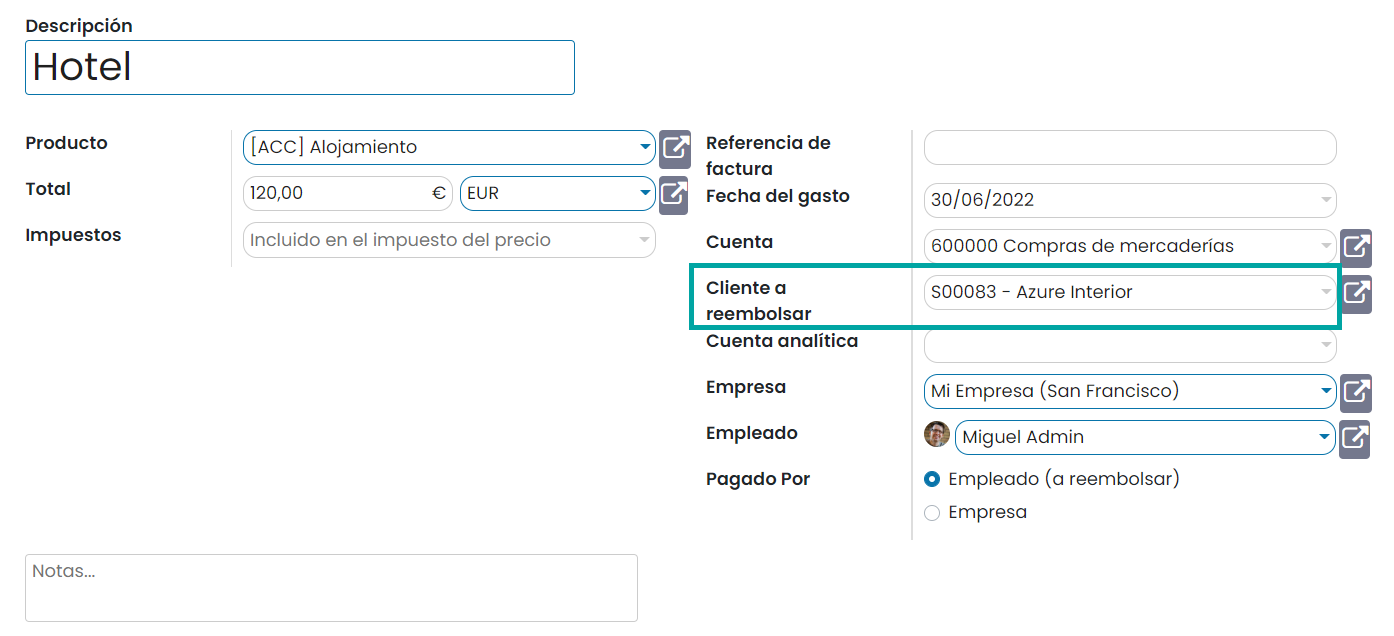 Descripción
Hotel
Producto
[ACC] Alojamiento
Total
120,00 €
EUR
Impuestos
Incluido en el impuesto del precio
Referencia de
factura
Fecha del gasto
30/06/2022
Cuenta
600000 Compras de mercaderías
Cliente a
reembolsar
S00083 - Azure Interior
Cuenta analítica
Empresa
Mi Empresa (San Francisco)
Empleado
Miguel Admin
Pagado Por
Empleado (a reembolsar)
Empresa
Notas...